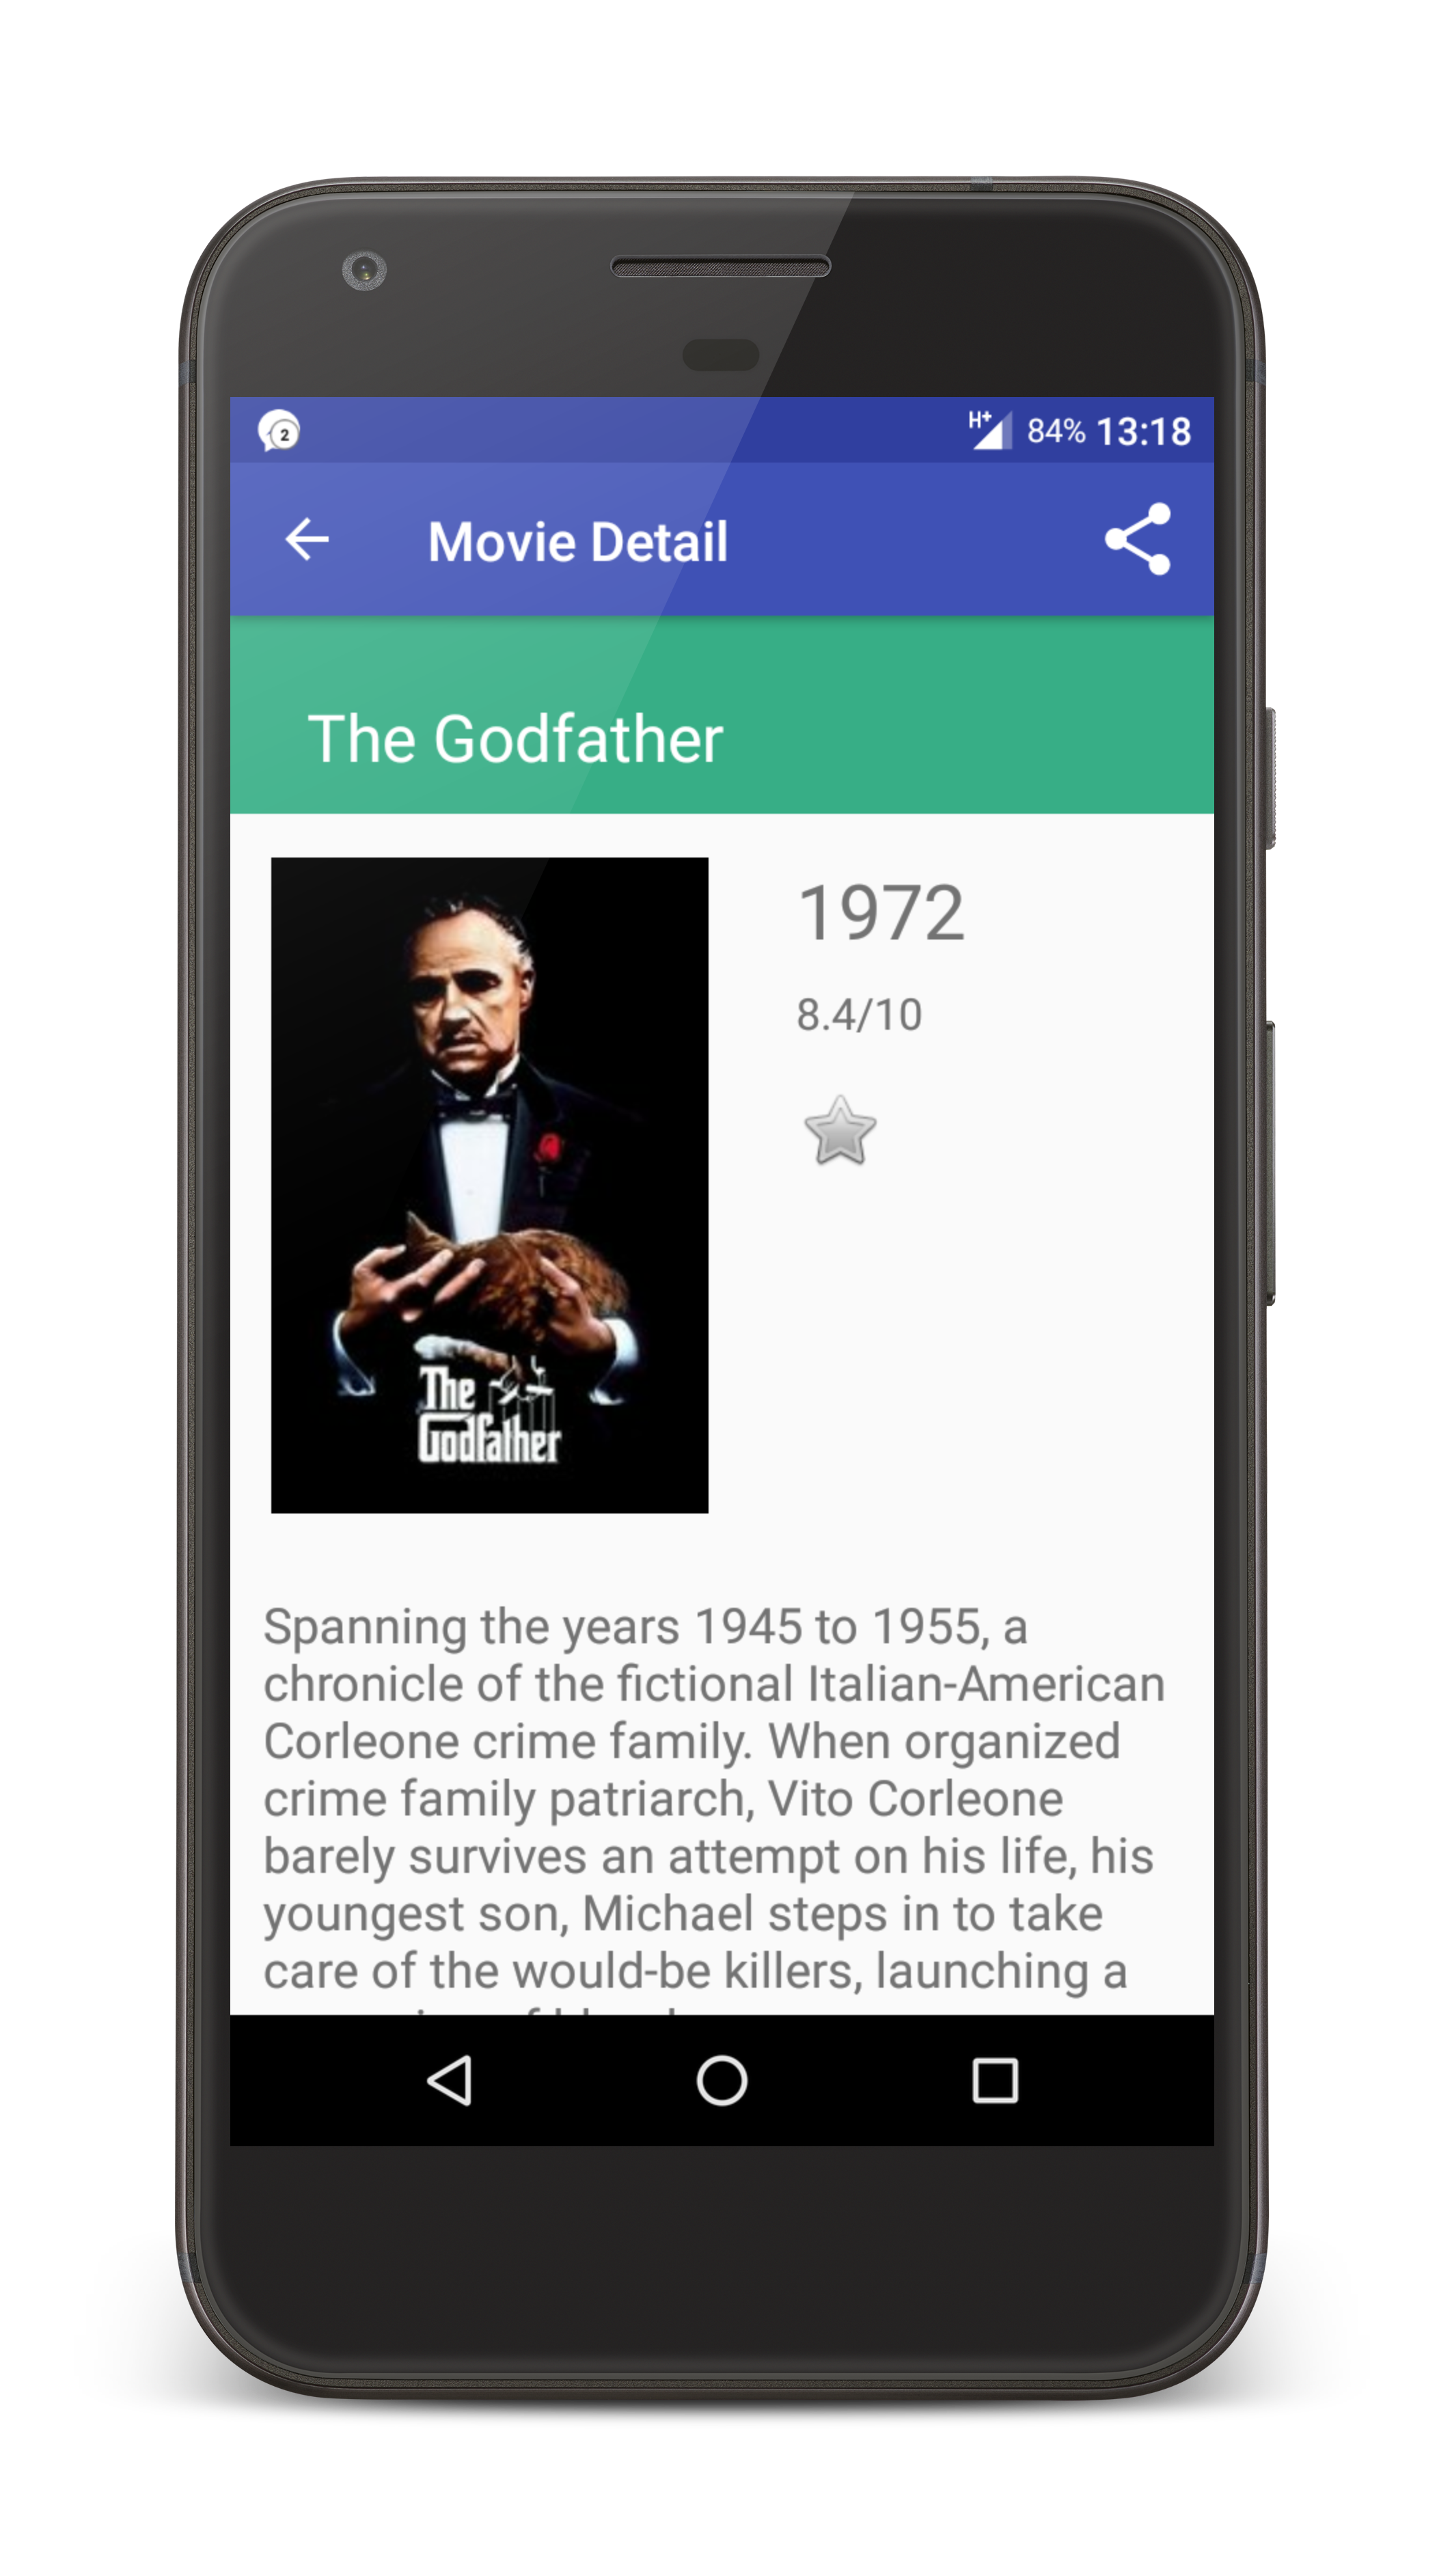 2
H+ 84% 13:18
Movie Detail
The Godfather
1972
8.4/10
The
Godfather
Spanning the years 1945 to 1955, a
chronicle of the fictional Italian-American
Corleone crime family. When organized
crime family patriarch, Vito Corleone
barely survives an attempt on his life, his
youngest son, Michael steps in to take
care of the would-be killers, launching a